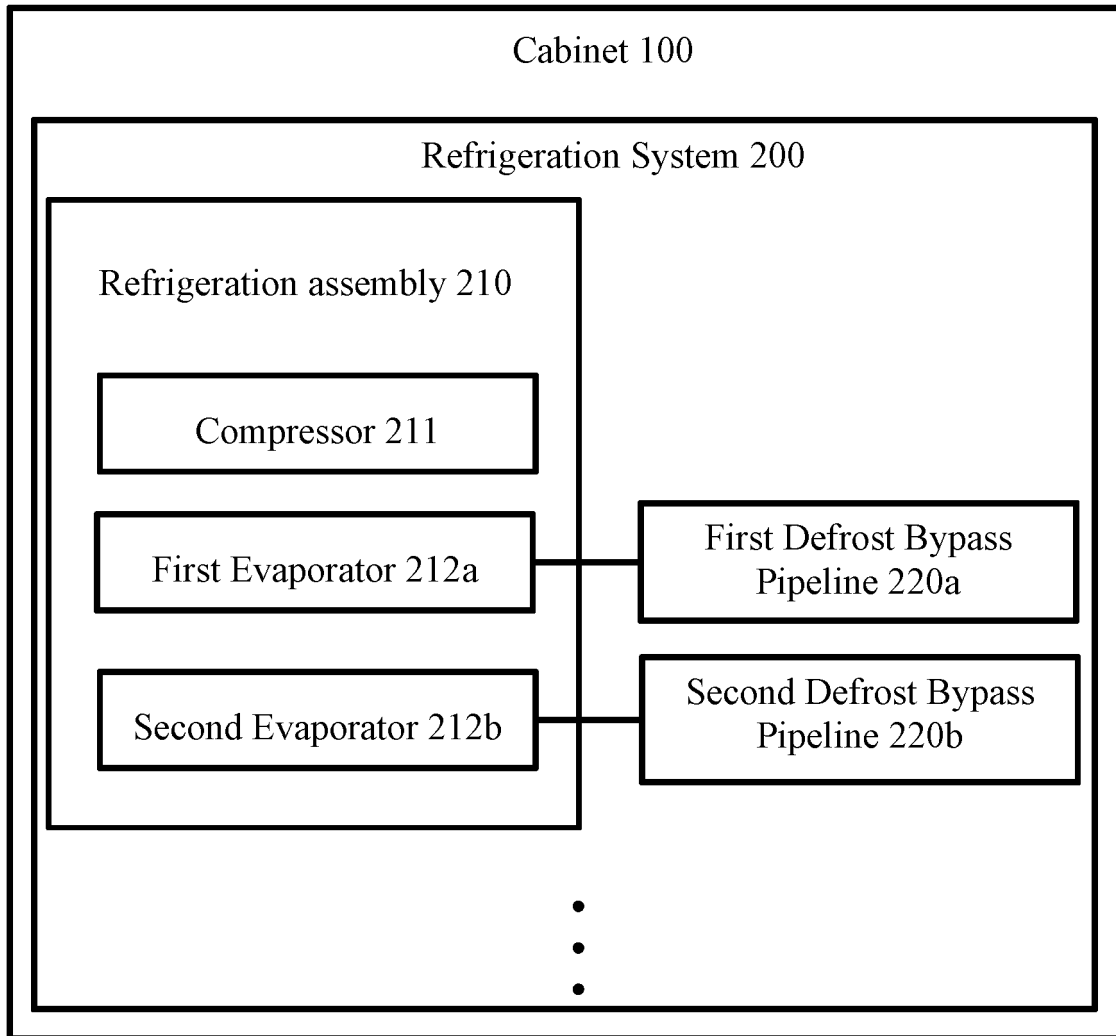 Cabinet 100
Refrigeration System 200
Refrigeration assembly 210
Compressor 211
First Evaporator 212a
First Defrost Bypass
Pipeline 220a
Second Evaporator 212b
Second Defrost Bypass
Pipeline 220b